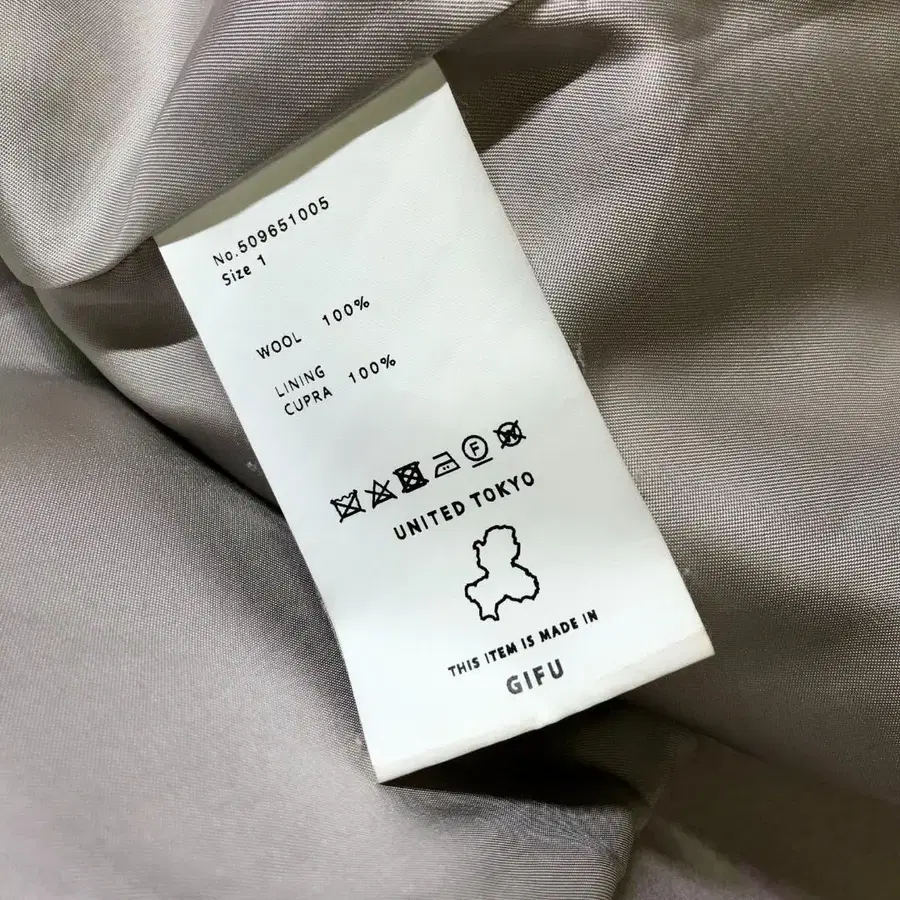 No.509651005
Size 1
WOOL 100%
LINING
CUPRA 100%
F W
UNITED TOKYO
THIS ITEM IS MADE IN
GIFU